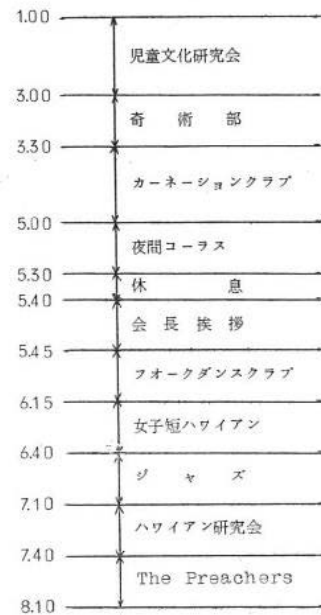 1.00
児童文化研究会
3.00
奇術部
3.30
カーネーションクラブ
5.00
夜間コーラス
5.30
休息
5.40
会長挨拶
5.45
フオークダンスクラブ
6.15
女子短ハワイアン
6.40
ジャズ
7.10
ハワイアン研究会
7.40
The Preachers
8.10